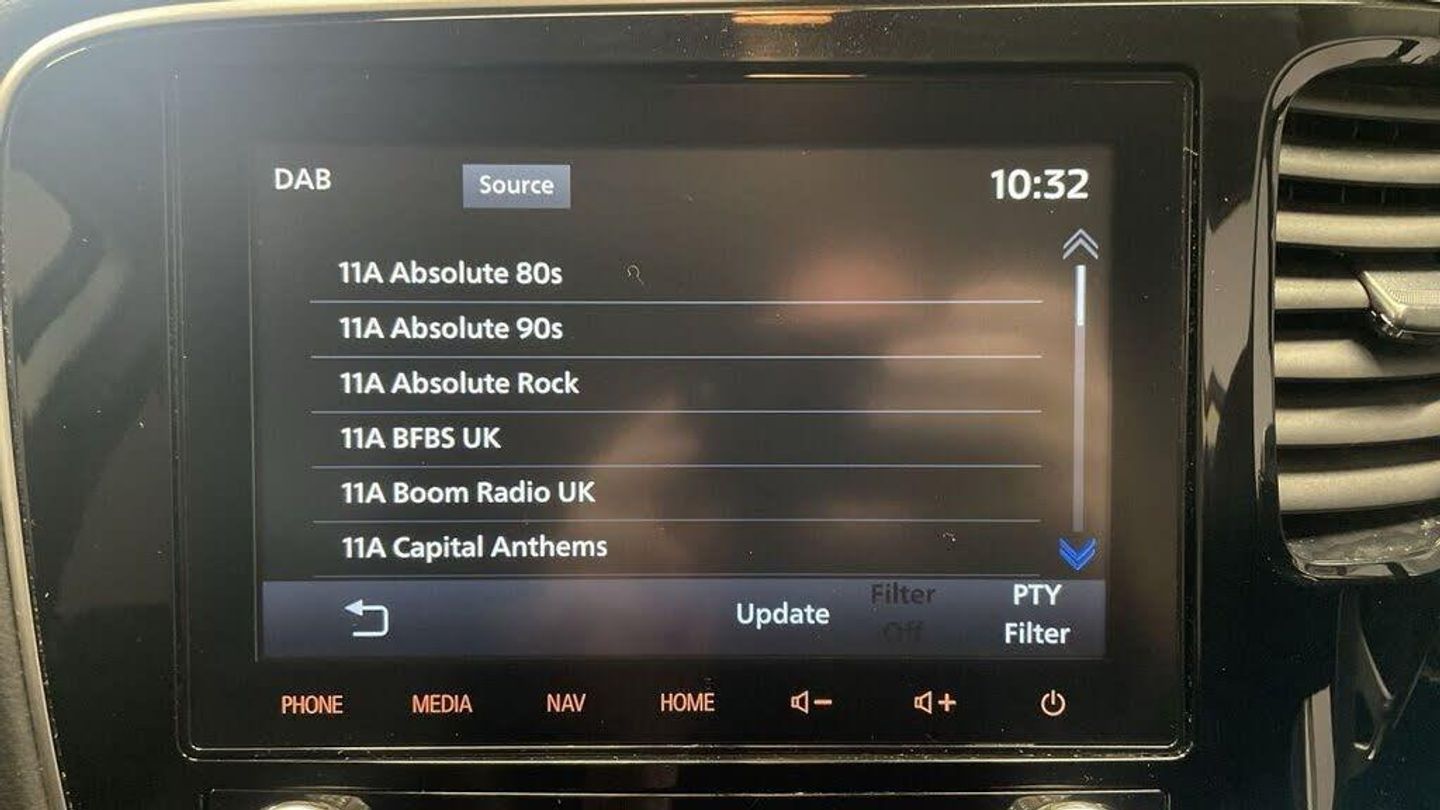 DAB
Source
10:32
11A Absolute 80s
11A Absolute 90s
11A Absolute Rock
11A BFBS UK
11A Boom Radio UK
11A Capital Anthems
Update
Filter
Off
PTY
Filter
PHONE
MEDIA
NAV
HOME